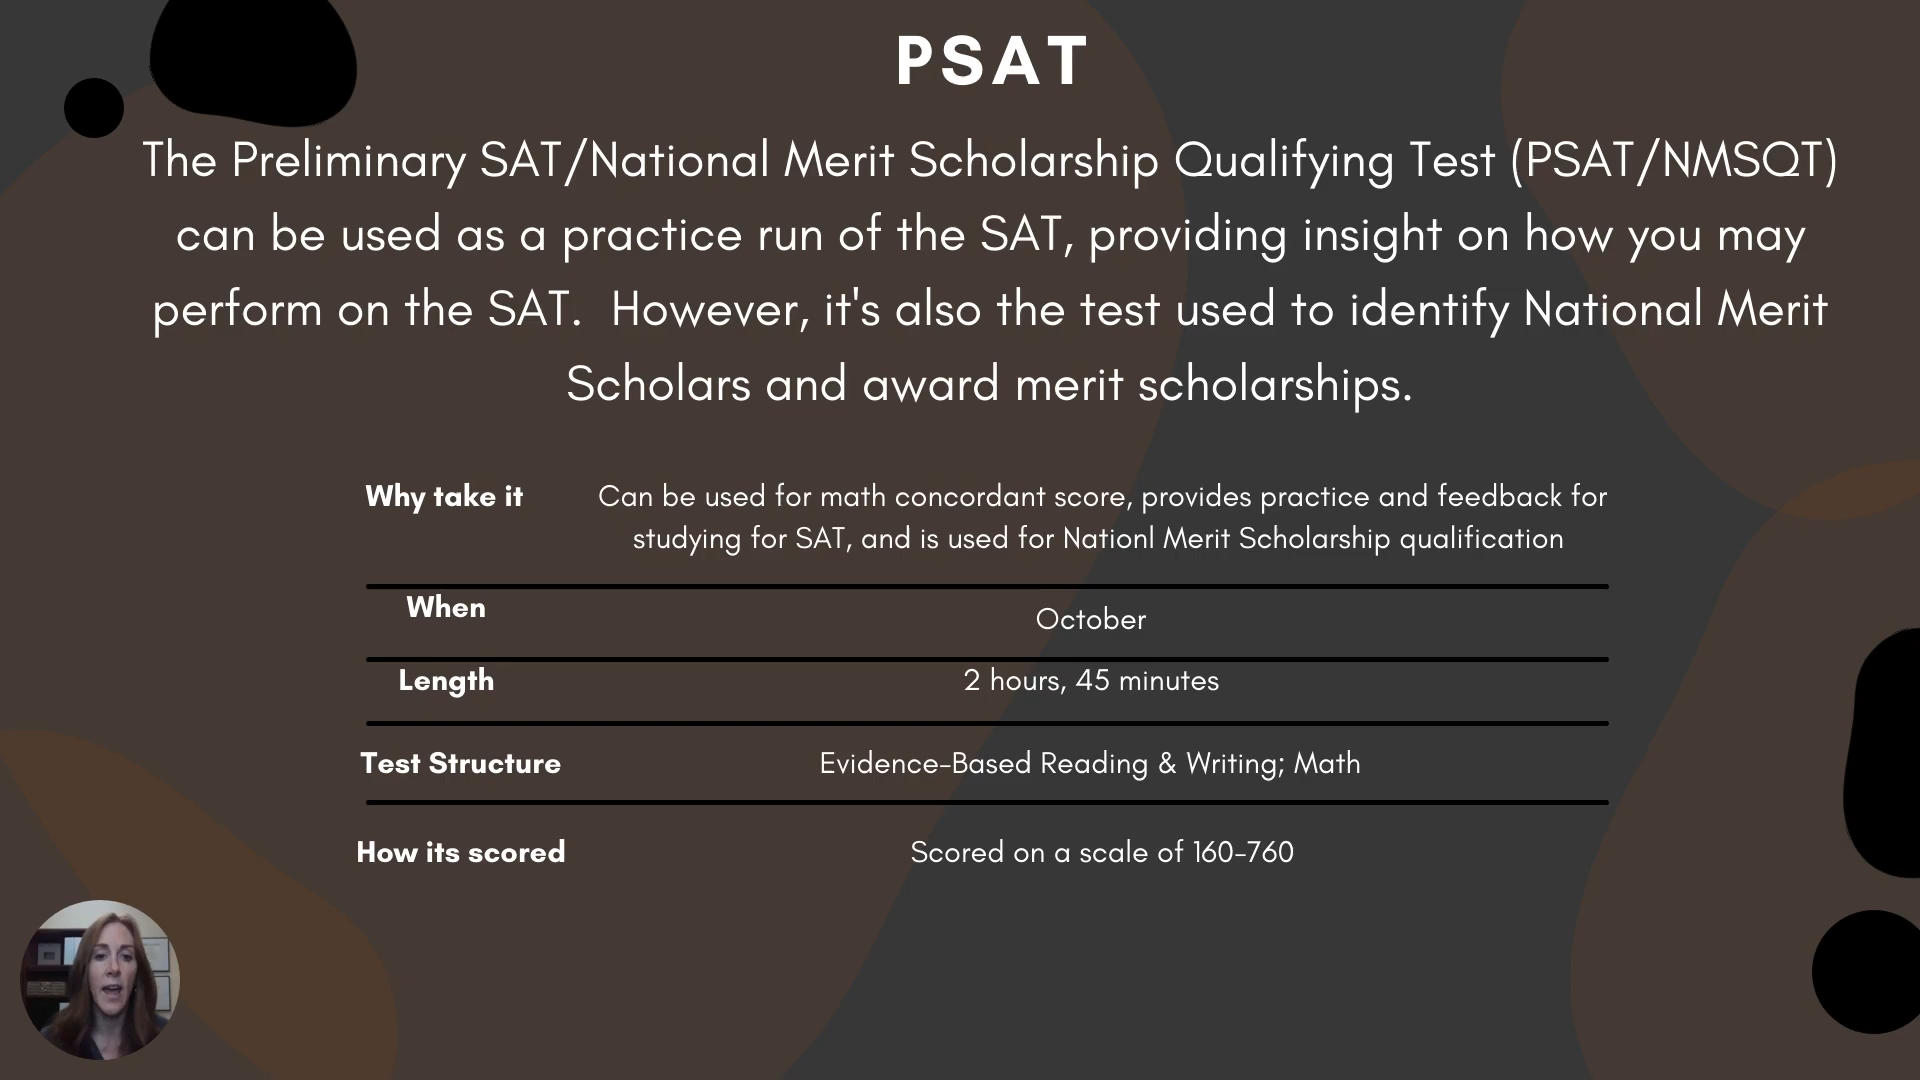 PSAT
The Preliminary SAT/National Merit Scholarship Qualifying Test (PSAT/NMSQT)
can be used as a practice run of the SAT, providing insight on how you may
perform on the SAT.  However, it's also the test used to identify National Merit
Scholars and award merit scholarships.
Why take it
Can be used for math concordant score, provides practice and feedback for
studying for SAT, and is used for Nationl Merit Scholarship qualification
When
October
Length
2 hours, 45 minutes
Test Structure
Evidence-Based Reading & Writing; Math
How its scored
Scored on a scale of 160-760